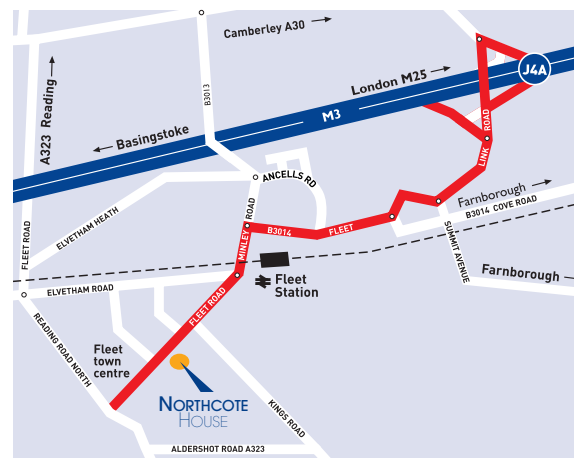 Camberley A30
J4A
London M25
A323 Reading
B3013
M3
Basingstoke
LINK ROAD
ANCELLS RD
Farnborough
B3014 COVE ROAD
ELVETHAM HEATH
FLEET ROAD
MINLEY ROAD
B3014 FLEET
SUMMIT AVENUE
Farnborough
Fleet
Station
ELVETHAM ROAD
FLEET ROAD
READING ROAD NORTH
Fleet
town
centre
NORTHCOTE
HOUSE
KINGS ROAD
ALDERSHOT ROAD A323